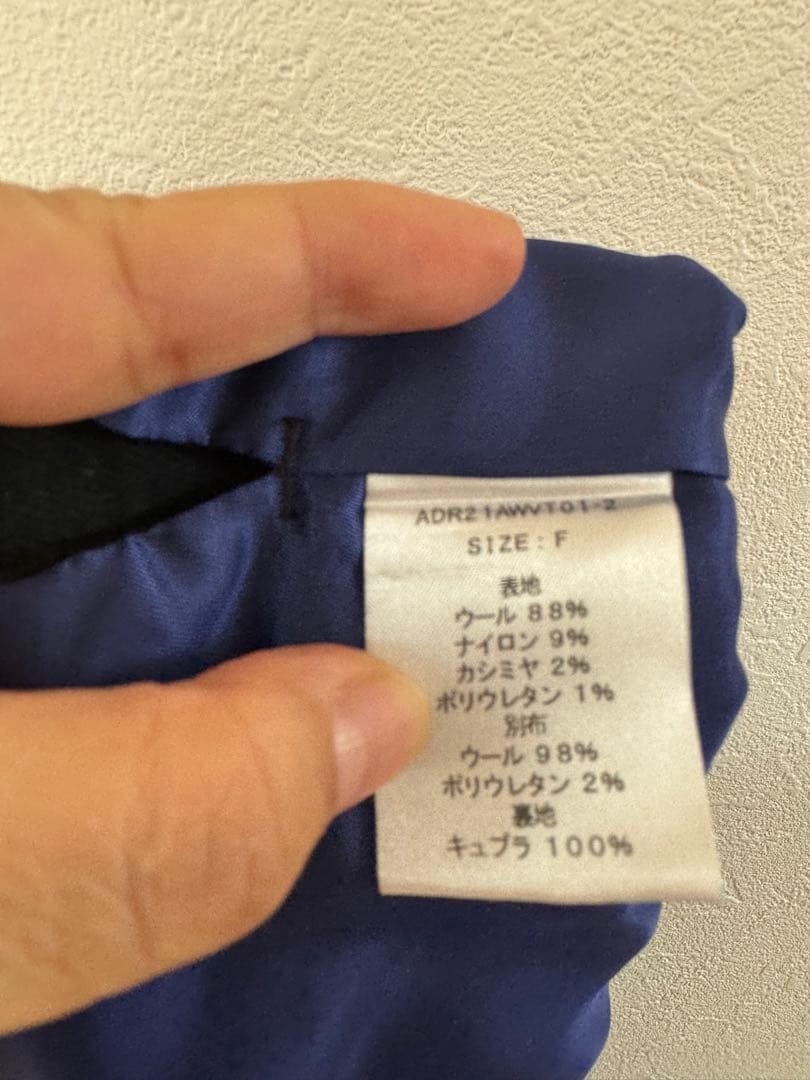 ADR21AWVT01-2
SIZE : F
表地
ウール 88%
ナイロン 9%
カシミヤ 2%
ポリウレタン 1%
別布
ウール 98%
ポリウレタン 2%
裏地
キュプラ 100%